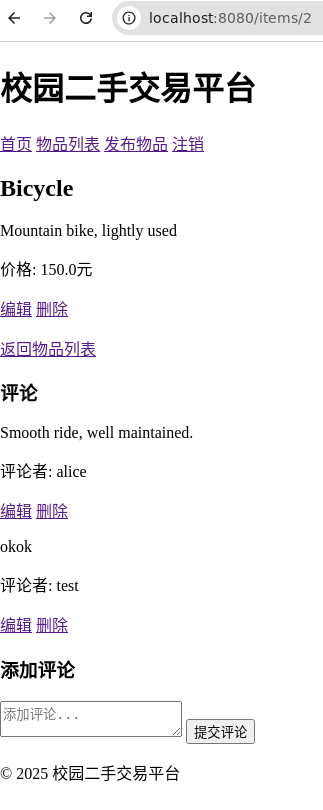 localhost:8080/items/2
校园二手交易平台
首页 物品列表 发布物品 注销
Bicycle
Mountain bike, lightly used
价格: 150.0元
编辑 删除
返回物品列表
评论
Smooth ride, well maintained.
评论者: alice
编辑 删除
okok
评论者: test
编辑 删除
添加评论
添加评论... 提交评论
© 2025 校园二手交易平台